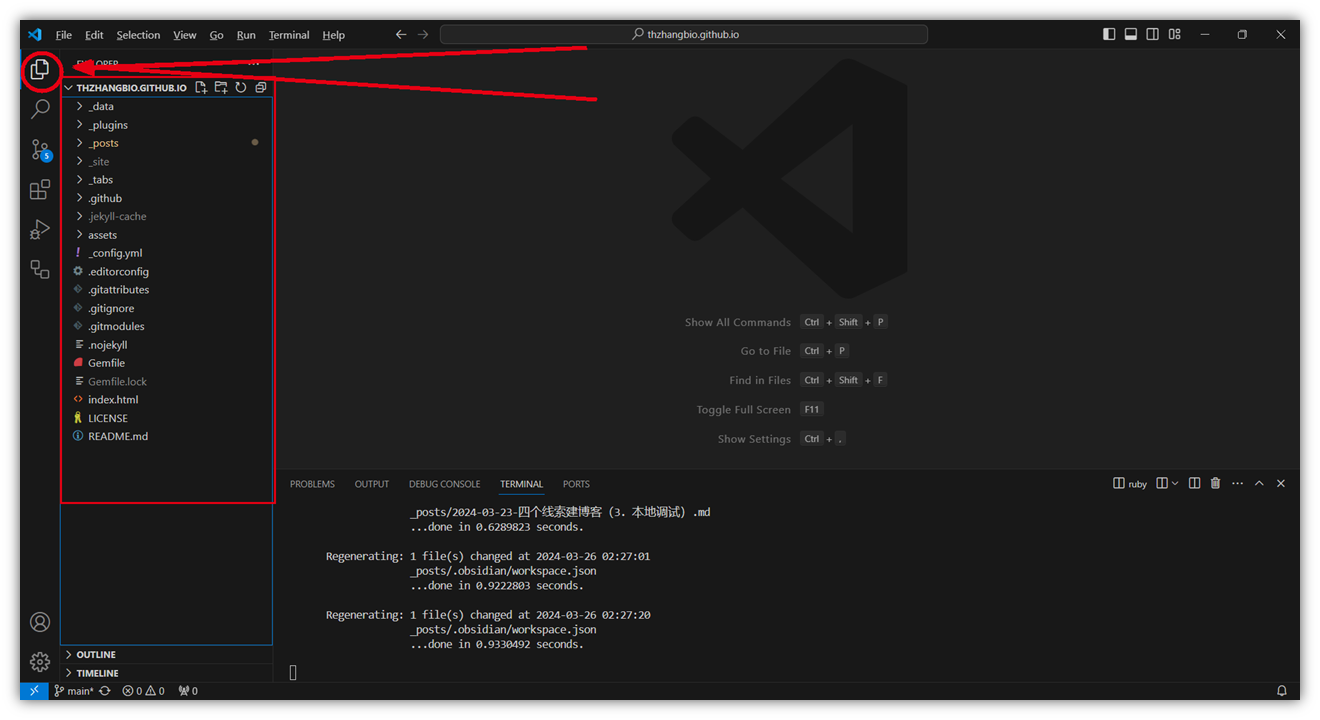 File Edit Selection View Go Run Terminal Help
thzhangbio.github.io
EXPLORER
THZHANGBIO.GITHUB.IO
_data
_plugins
_posts
_site
_tabs
.github
.jekyll-cache
assets
_config.yml
.editorconfig
.gitattributes
.gitignore
.gitmodules
.nojekyll
Gemfile
Gemfile.lock
index.html
LICENSE
README.md
OUTLINE
TIMELINE
5
Show All Commands Ctrl + Shift + P
Go to File Ctrl + P
Find in Files Ctrl + Shift + F
Toggle Full Screen F11
Show Settings Ctrl + ,
PROBLEMS OUTPUT DEBUG CONSOLE TERMINAL PORTS
ruby
_posts/2024-03-23-四个线索建博客（3. 本地调试）.md
...done in 0.6289823 seconds.
Regenerating: 1 file(s) changed at 2024-03-26 02:27:01
_posts/.obsidian/workspace.json
...done in 0.9222803 seconds.
Regenerating: 1 file(s) changed at 2024-03-26 02:27:20
_posts/.obsidian/workspace.json
...done in 0.9330492 seconds.
main* 0 0 0